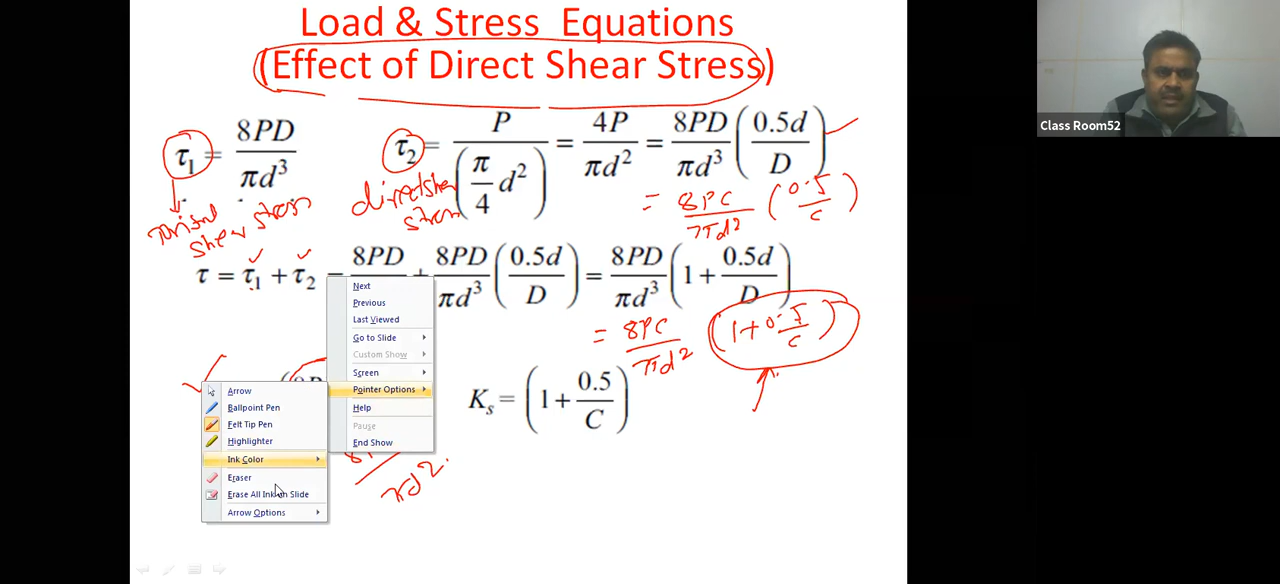 Load & Stress Equations
(Effect of Direct Shear Stress)
τ₁ = 8PD / πd³
τ₂ = P / (π/4 d²) = 4P / πd² = 8PD / πd³ (0.5d / D)
direct shear stress
= 8PC / πd² (0.5 / C)
shear stress
τ = τ₁ + τ₂ = 8PD + 8PD / πd³ (0.5d / D) = 8PD / πd³ (1 + 0.5d / D)
= 8PC / πd² (1 + 0.5 / C)
Kₛ = (1 + 0.5 / C)
πd²
Next
Previous
Last Viewed
Go to Slide
Custom Show
Screen
Pointer Options
Help
Pause
End Show
Arrow
Ballpoint Pen
Felt Tip Pen
Highlighter
Ink Color
Eraser
Erase All Ink on Slide
Arrow Options
Class Room52